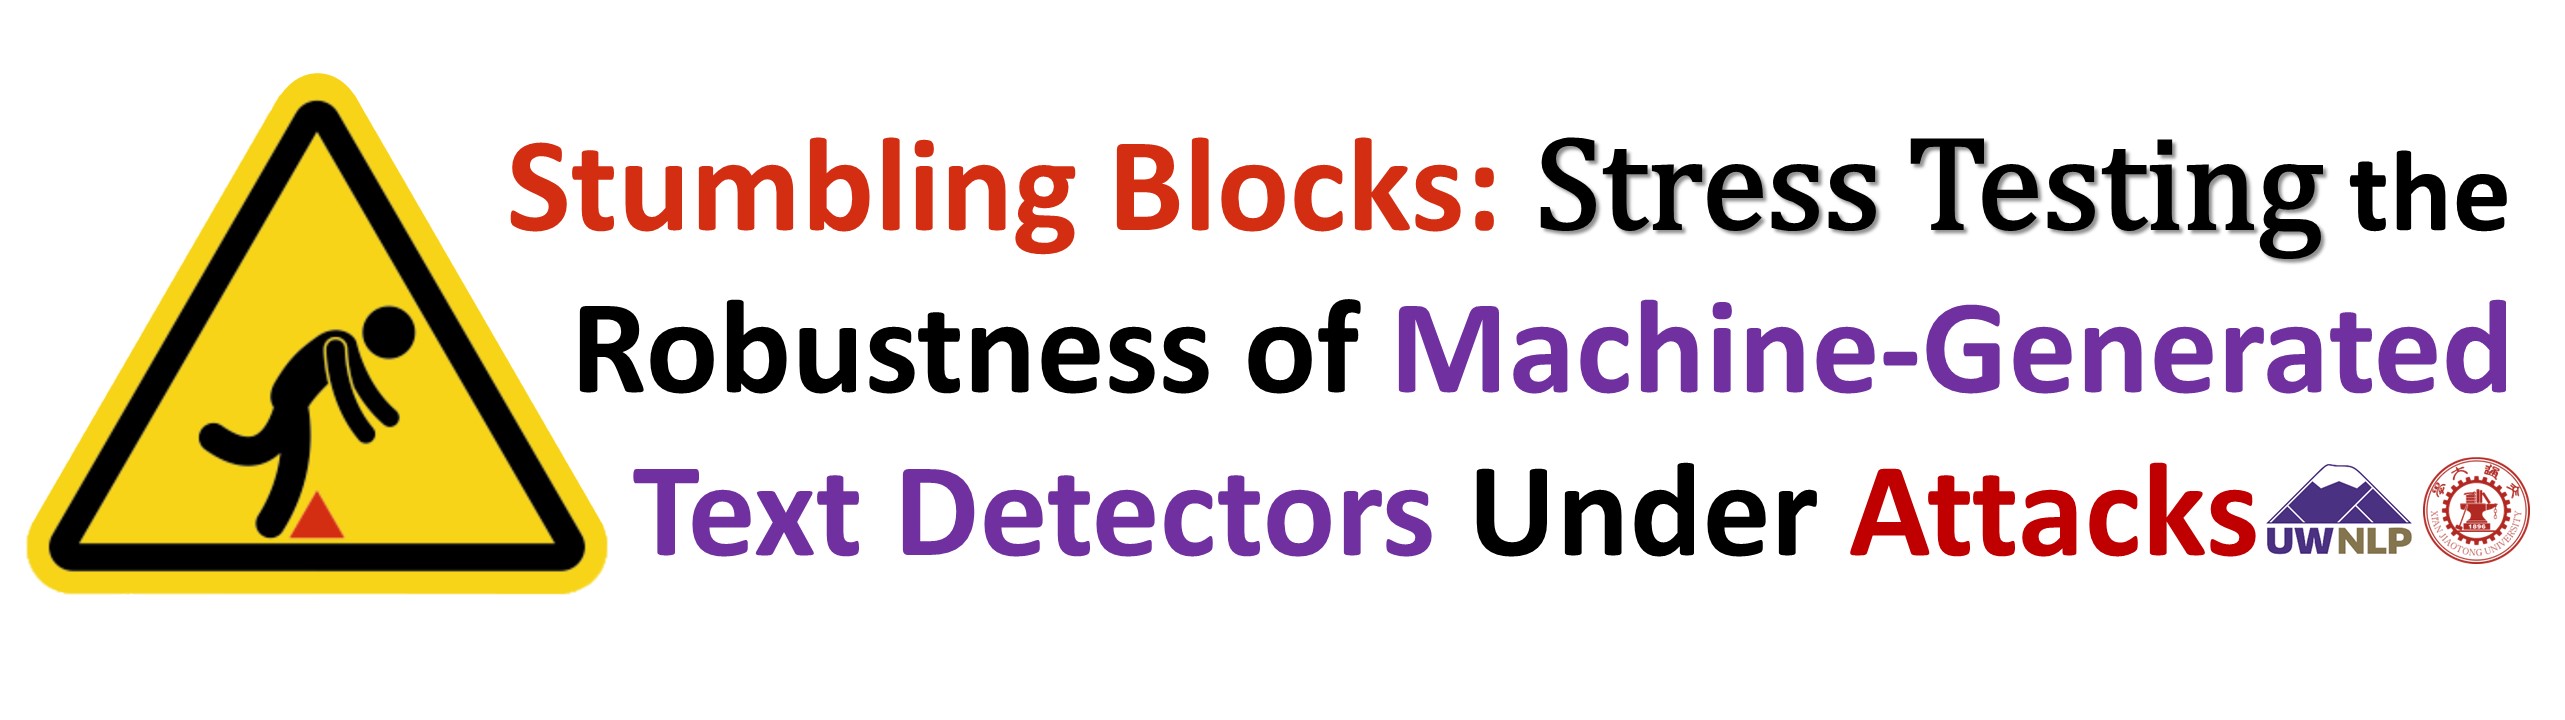 Stumbling Blocks: Stress Testing the
Robustness of Machine-Generated
Text Detectors Under Attacks
UWNLP
XI'AN JIAOTONG UNIVERSITY
1896